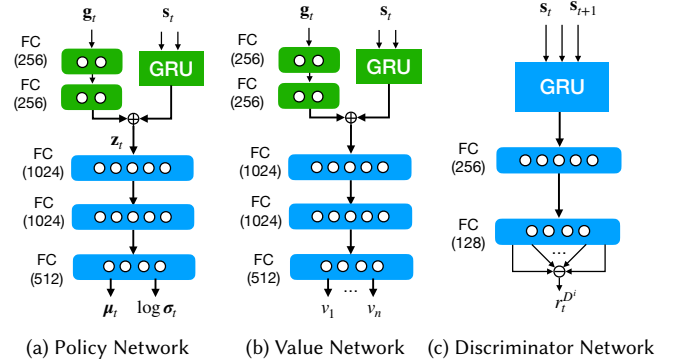 g_t s_t g_t s_t s_t s_{t+1}
FC (256) GRU FC (256) GRU GRU
FC (256) FC (256)
⊕ ⊕
z_t
FC (1024) FC (1024) FC (256)
FC (1024) FC (1024) FC (128)
...
FC (512) FC (512) ⊖
...
μ_t log σ_t v_1 v_n r_t^{D^i}
(a) Policy Network (b) Value Network (c) Discriminator Network